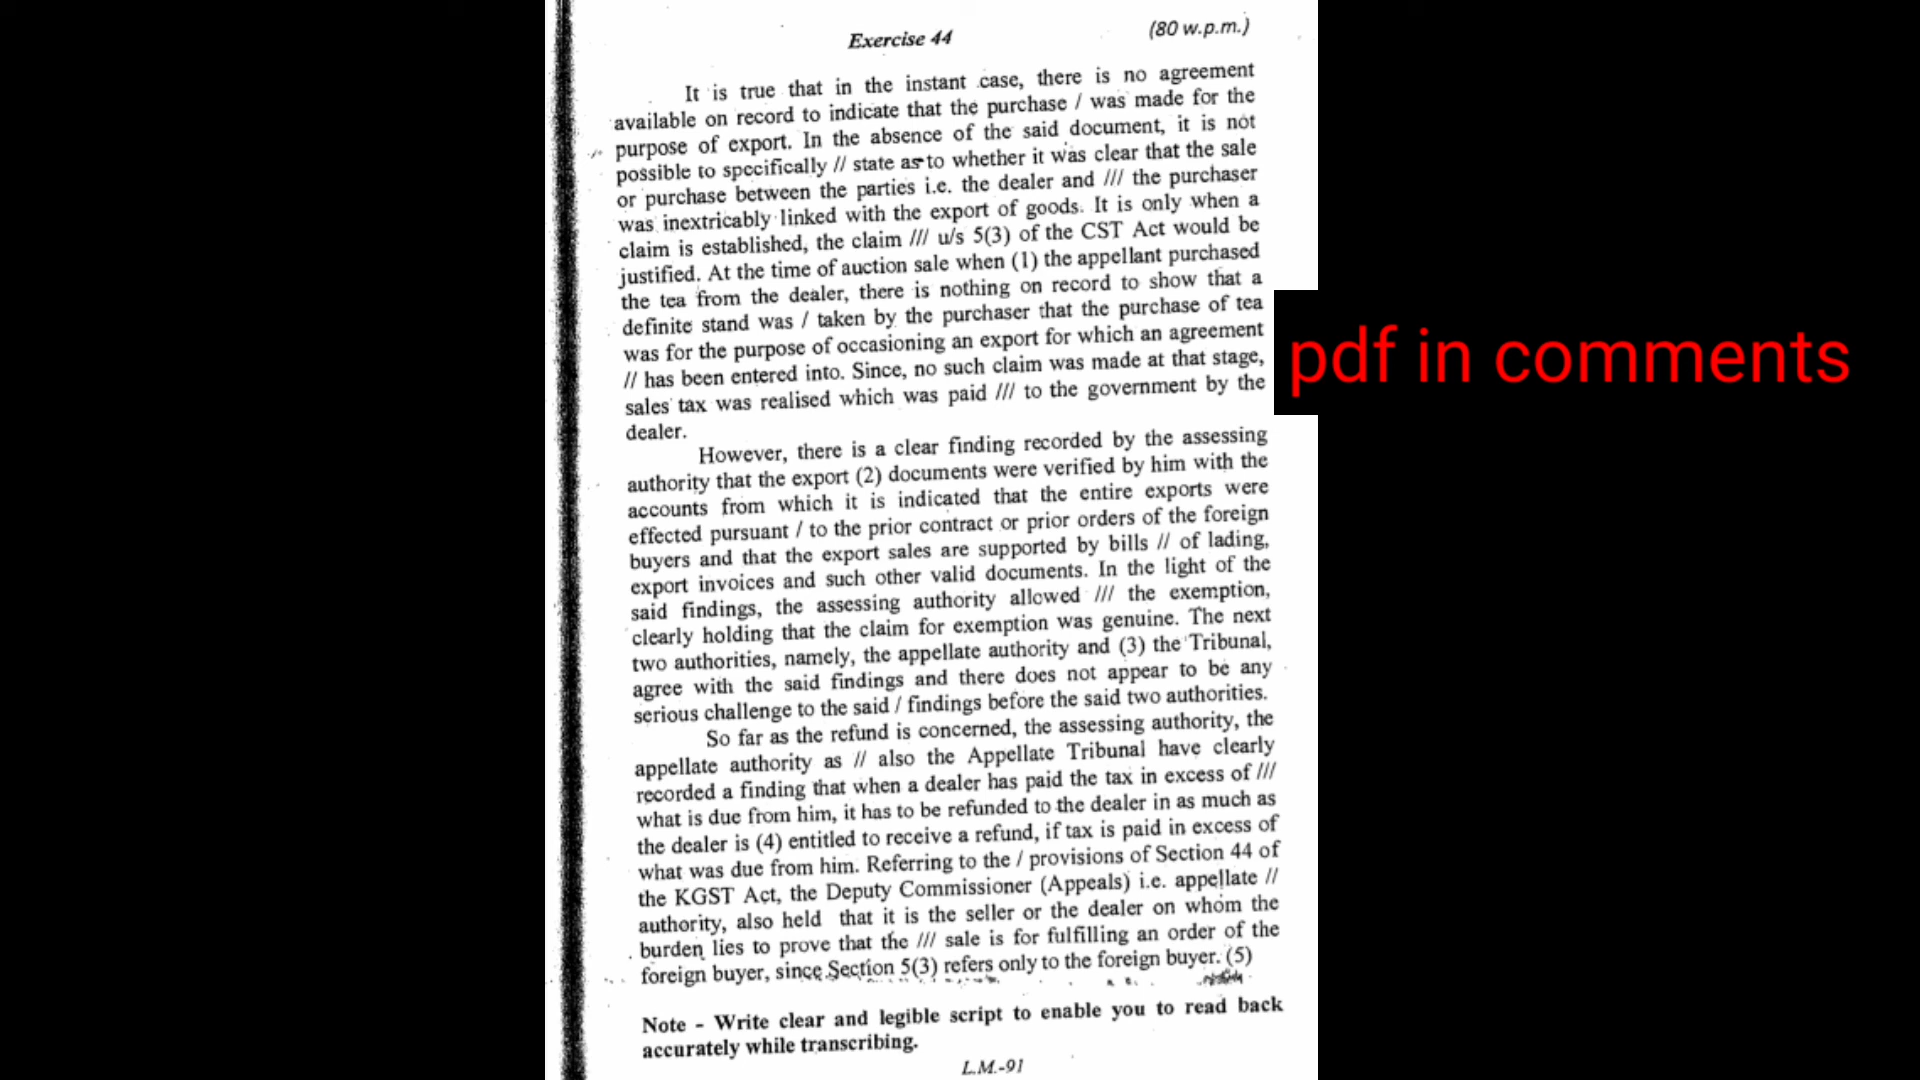 Exercise 44
(80 w.p.m.)
It is true that in the instant case, there is no agreement
available on record to indicate that the purchase / was made for the
purpose of export. In the absence of the said document, it is not
possible to specifically // state as to whether it was clear that the sale
or purchase between the parties i.e. the dealer and /// the purchaser
was inextricably linked with the export of goods. It is only when a
claim is established, the claim /// u/s 5(3) of the CST Act would be
justified. At the time of auction sale when (1) the appellant purchased
the tea from the dealer, there is nothing on record to show that a
definite stand was / taken by the purchaser that the purchase of tea
was for the purpose of occasioning an export for which an agreement
// has been entered into. Since, no such claim was made at that stage,
sales tax was realised which was paid /// to the government by the
dealer.
However, there is a clear finding recorded by the assessing
authority that the export (2) documents were verified by him with the
accounts from which it is indicated that the entire exports were
effected pursuant / to the prior contract or prior orders of the foreign
buyers and that the export sales are supported by bills // of lading,
export invoices and such other valid documents. In the light of the
said findings, the assessing authority allowed /// the exemption,
clearly holding that the claim for exemption was genuine. The next
two authorities, namely, the appellate authority and (3) the Tribunal,
agree with the said findings and there does not appear to be any
serious challenge to the said / findings before the said two authorities.
So far as the refund is concerned, the assessing authority, the
appellate authority as // also the Appellate Tribunal have clearly
recorded a finding that when a dealer has paid the tax in excess of ///
what is due from him, it has to be refunded to the dealer in as much as
the dealer is (4) entitled to receive a refund, if tax is paid in excess of
what was due from him. Referring to the / provisions of Section 44 of
the KGST Act, the Deputy Commissioner (Appeals) i.e. appellate //
authority, also held that it is the seller or the dealer on whom the
burden lies to prove that the /// sale is for fulfilling an order of the
foreign buyer, since Section 5(3) refers only to the foreign buyer. (5)
Note - Write clear and legible script to enable you to read back
accurately while transcribing.
L.M.-91
pdf in comments